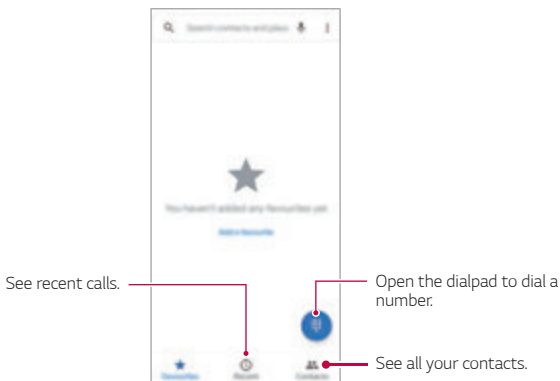 Search contacts and place
You haven't added any favourites yet
Add a favourite
See recent calls.
Open the dialpad to dial a
number.
Favourites
Recent
Contacts
See all your contacts.